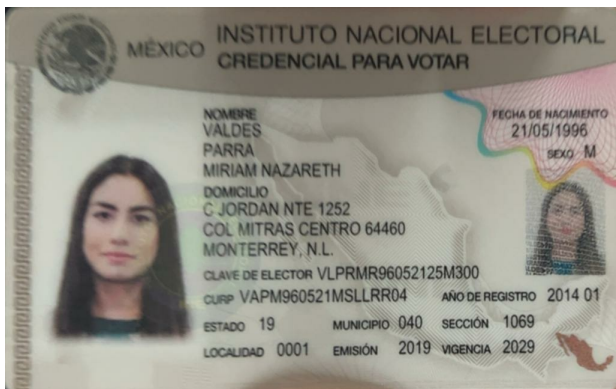 MÉXICO
INSTITUTO NACIONAL ELECTORAL
CREDENCIAL PARA VOTAR
NOMBRE
VALDES
PARRA
MIRIAM NAZARETH
FECHA DE NACIMIENTO
21/05/1996
SEXO M
DOMICILIO
C JORDAN NTE 1252
COL MITRAS CENTRO 64460
MONTERREY, N.L.
CLAVE DE ELECTOR VLPRMR96052125M300
CURP VAPM960521MSLLRR04 AÑO DE REGISTRO 2014 01
ESTADO 19 MUNICIPIO 040 SECCIÓN 1069
LOCALIDAD 0001 EMISIÓN 2019 VIGENCIA 2029